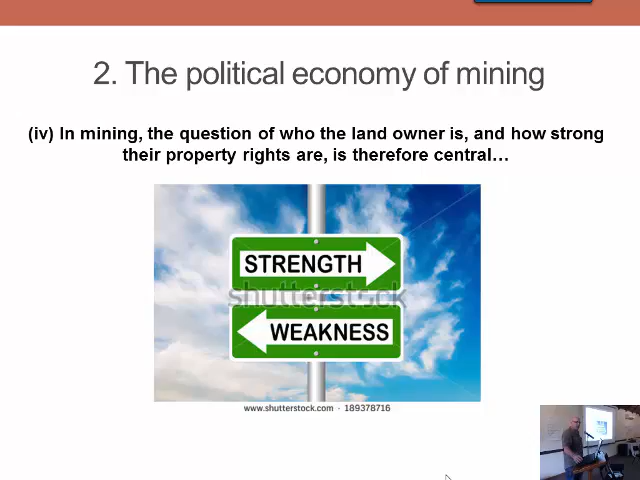 2. The political economy of mining
(iv) In mining, the question of who the land owner is, and how strong
their property rights are, is therefore central…
STRENGTH
shutterstock
WEAKNESS
www.shutterstock.com · 189378716